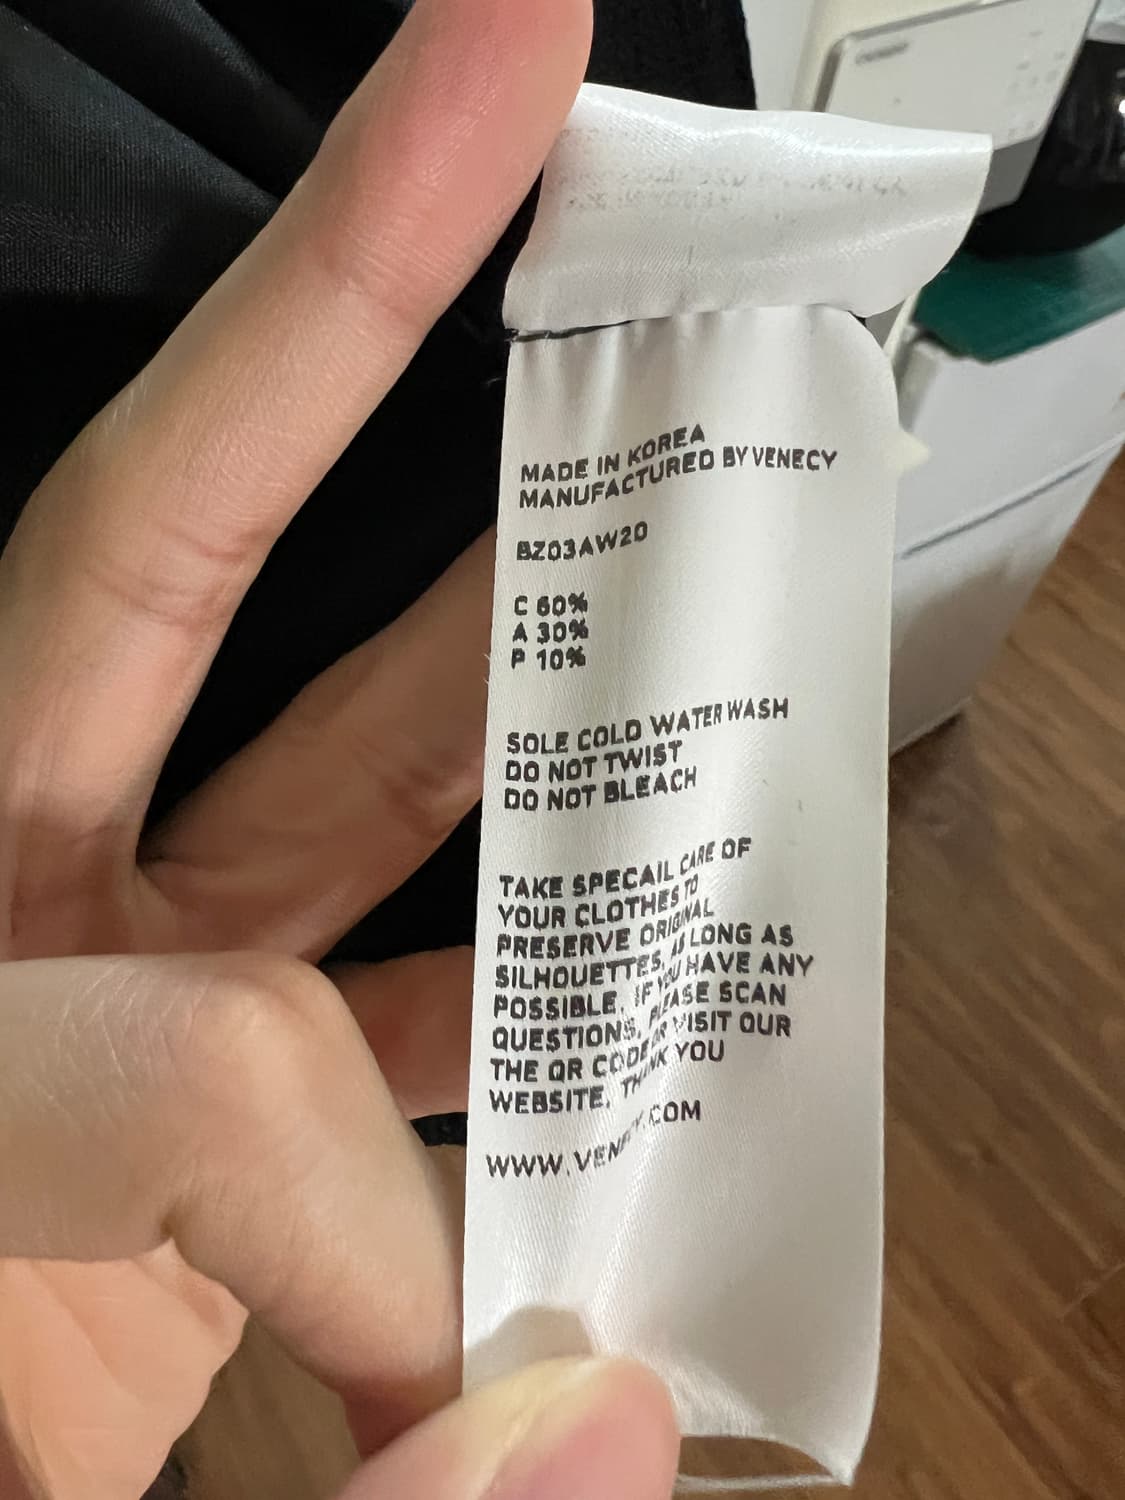 MADE IN KOREA
MANUFACTURED BY VENECY
BZ03AW20
C 60%
A 30%
P 10%
SOLE COLD WATER WASH
DO NOT TWIST
DO NOT BLEACH
TAKE SPECAIL CARE OF
YOUR CLOTHES TO
PRESERVE ORIGINAL
SILHOUETTES, AS LONG AS
POSSIBLE. IF YOU HAVE ANY
QUESTIONS, PLEASE SCAN
THE QR CODE OR VISIT OUR
WEBSITE. THANK YOU
WWW.VENECY.COM